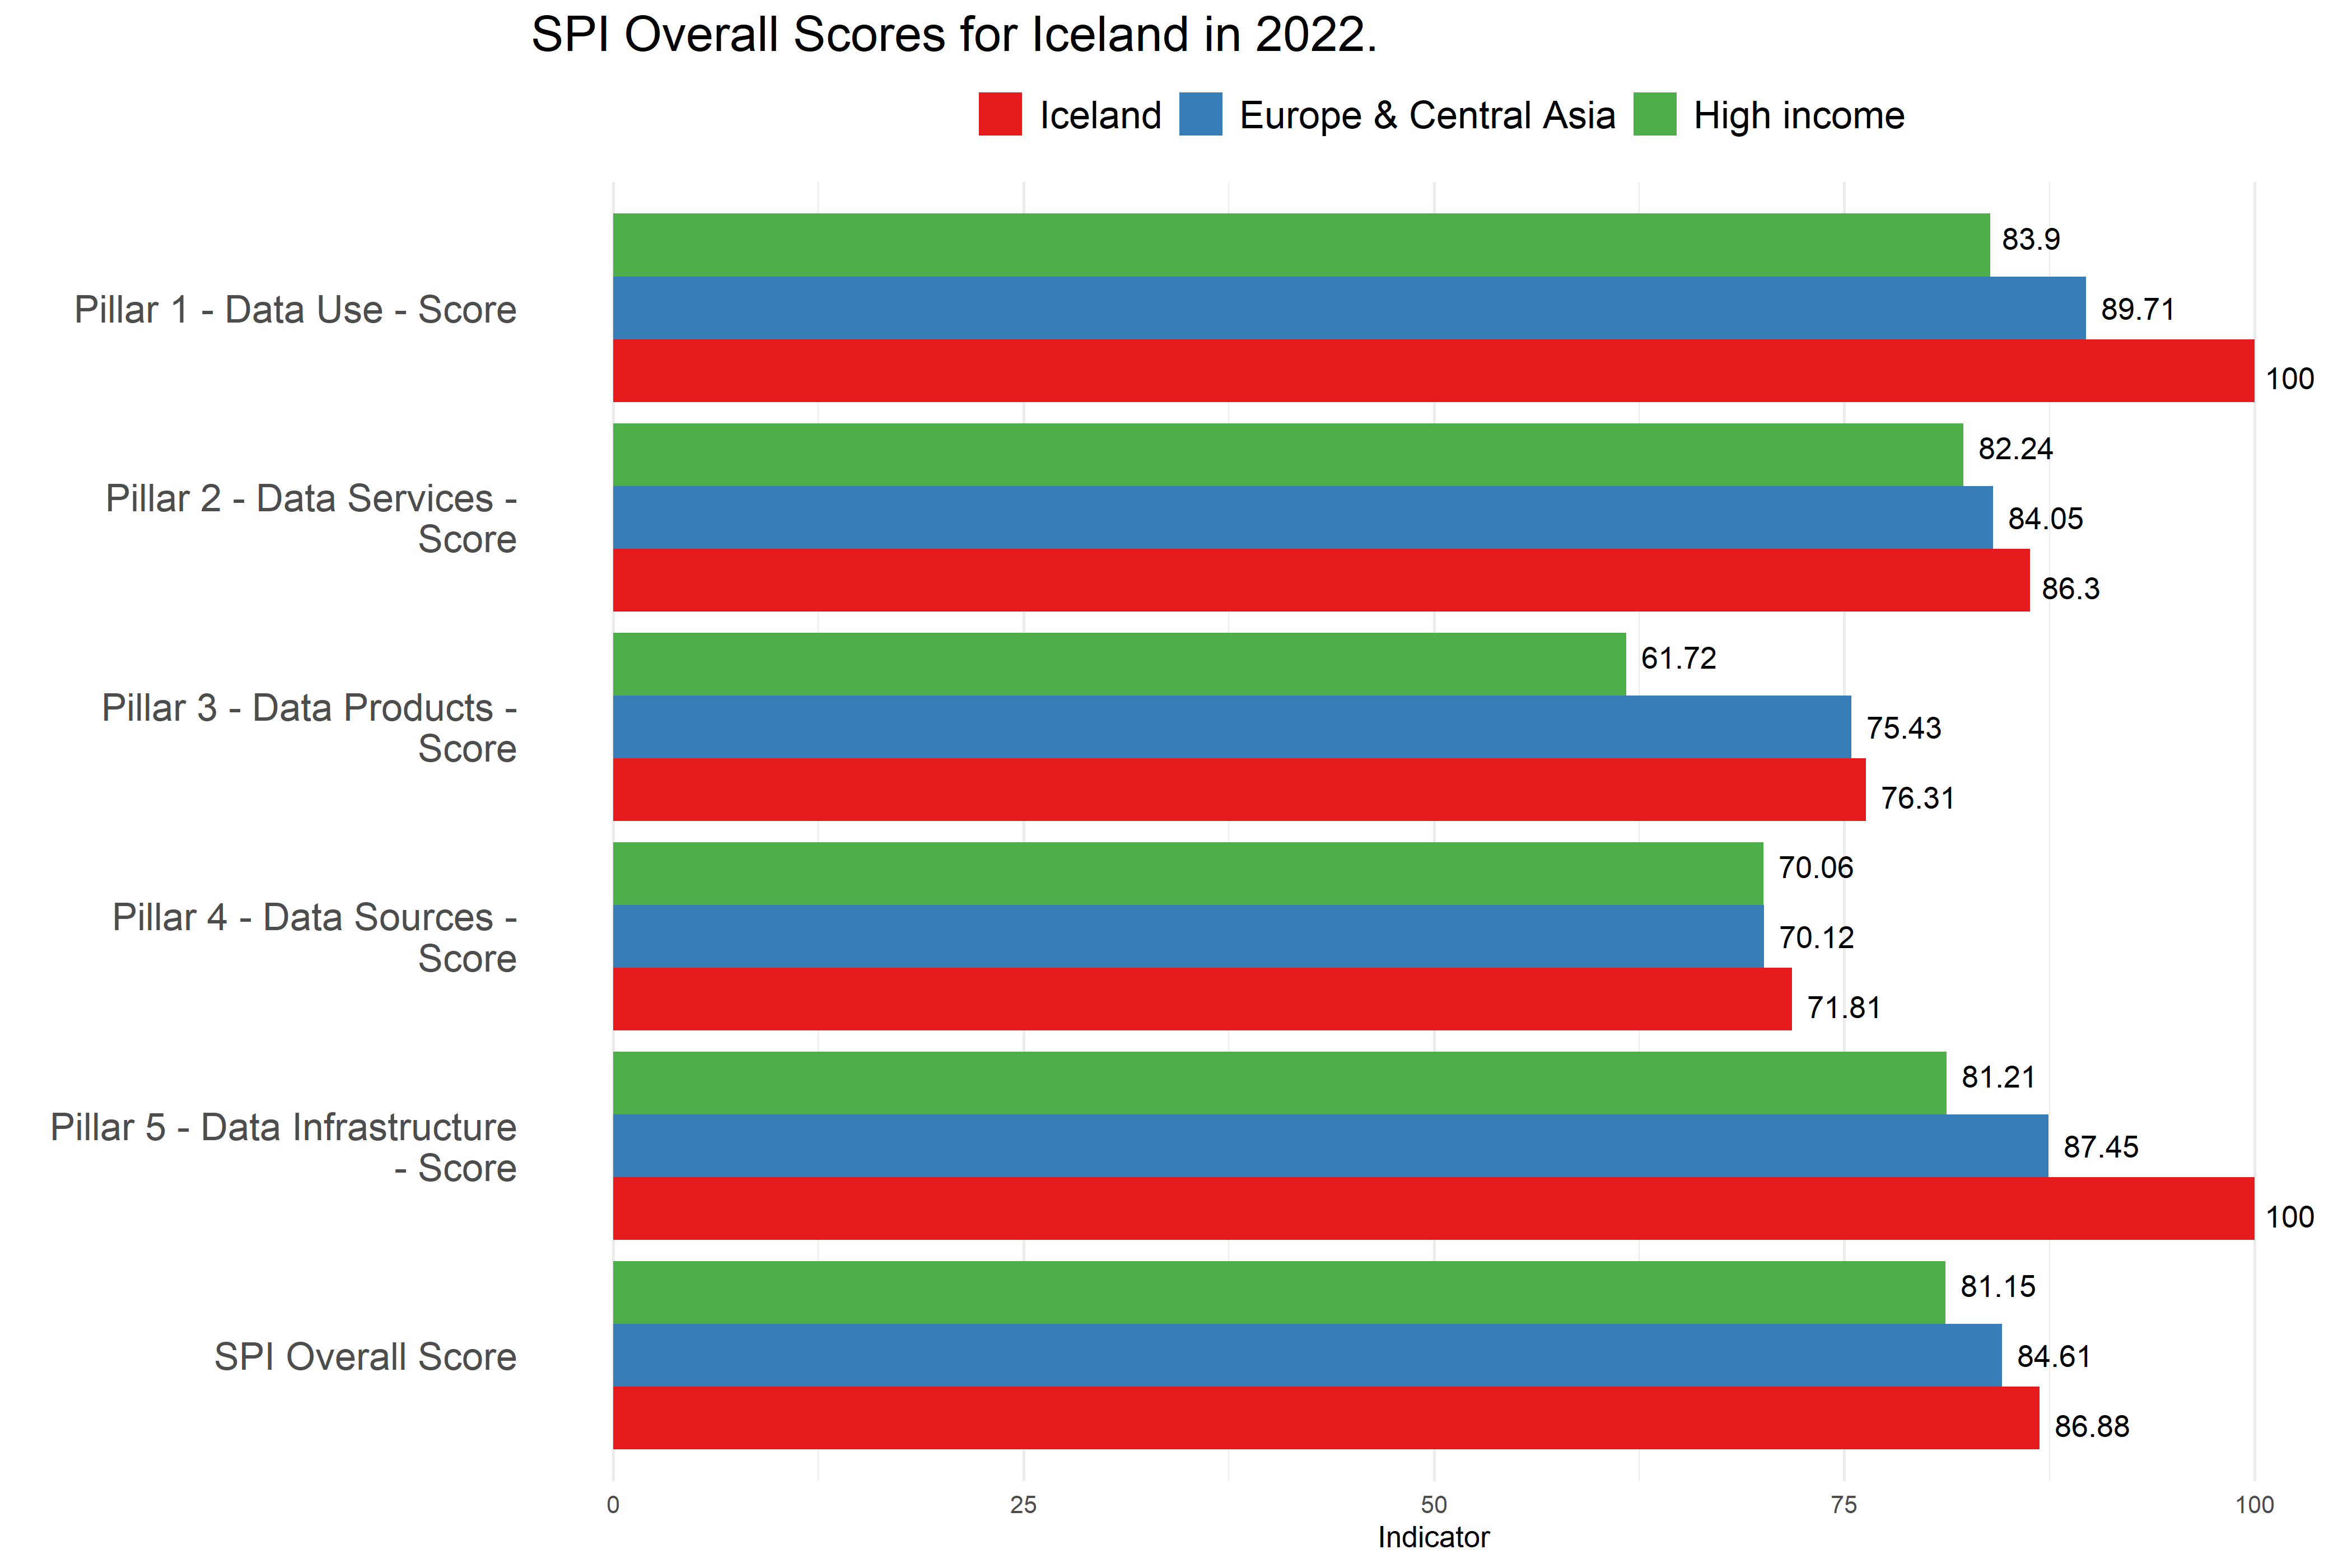 SPI Overall Scores for Iceland in 2022.
Iceland Europe & Central Asia High income
83.9
Pillar 1 - Data Use - Score
89.71
100
82.24
Pillar 2 - Data Services -
Score
84.05
86.3
61.72
Pillar 3 - Data Products -
Score
75.43
76.31
70.06
Pillar 4 - Data Sources -
Score
70.12
71.81
81.21
Pillar 5 - Data Infrastructure
- Score
87.45
100
81.15
SPI Overall Score
84.61
86.88
0 25 50 75 100
Indicator